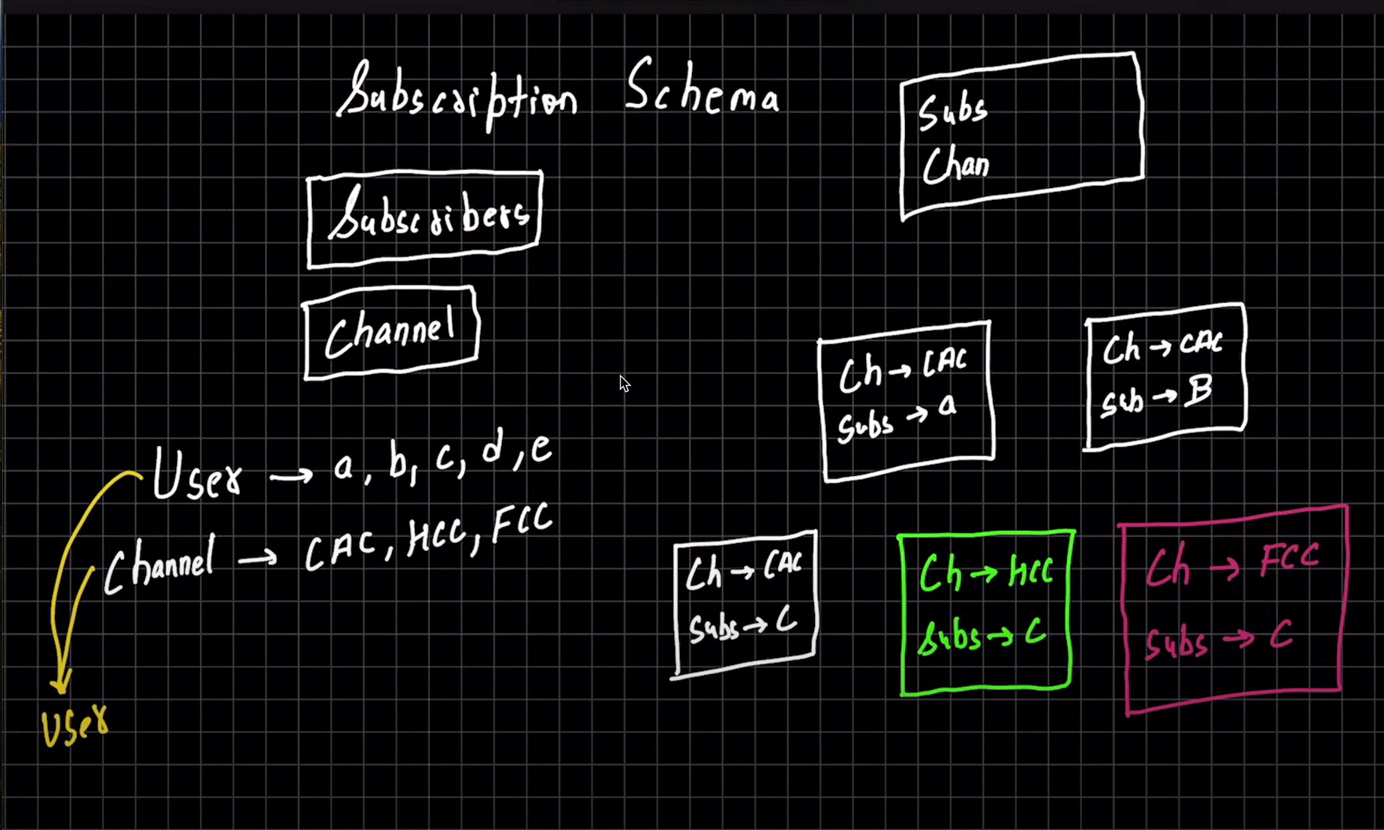 Subscription Schema
Subs
Chan
Subscribers
Channel
Ch → CAC
Subs → a
Ch → CAC
Sub → B
User → a, b, c, d, e
Channel → CAC, HCC, FCC
User
Ch → CAC
Subs → C
Ch → HCC
Subs → C
Ch → FCC
Subs → C